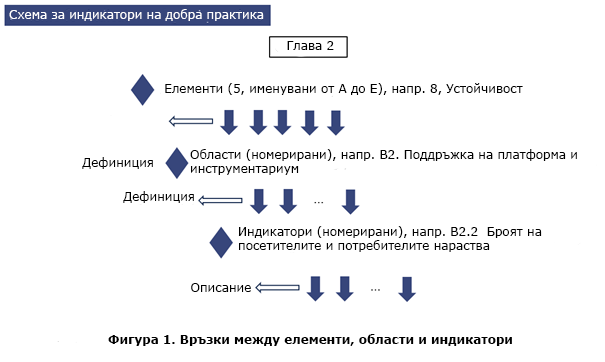 Схема за индикатори на добра практика
Глава 2
Елементи (5, именувани от А до Е), напр. 8, Устойчивост
Дефиниция
Области (номерирани), напр. В2. Поддръжка на платформа и
инструментариум
Дефиниция
...
Индикатори (номерирани), напр. В2.2 Броят на
посетителите и потребителите нараства
Описание
...
Фигура 1. Връзки между елементи, области и индикатори